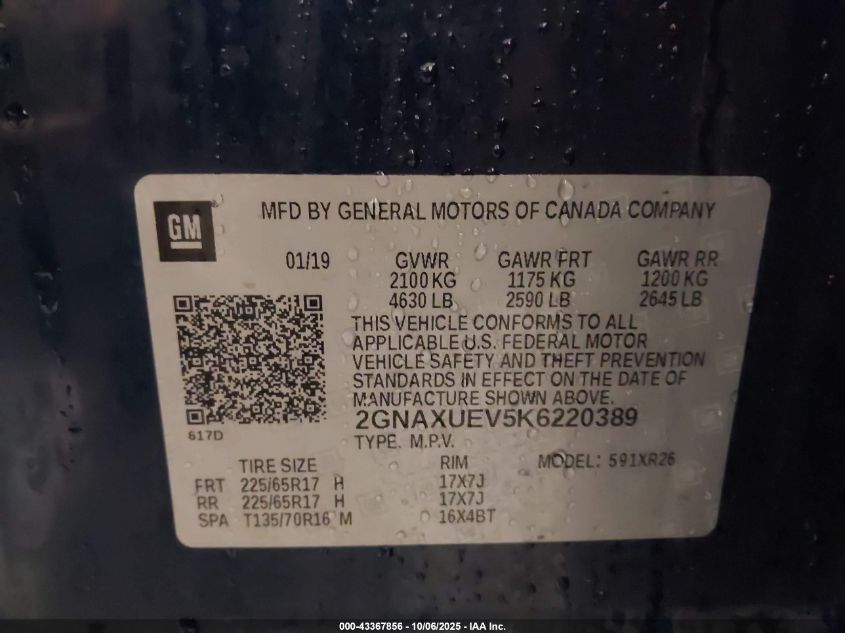 GM
MFD BY GENERAL MOTORS OF CANADA COMPANY
01/19 GVWR GAWR FRT GAWR RR
2100 KG 1175 KG 1200 KG
4630 LB 2590 LB 2645 LB
THIS VEHICLE CONFORMS TO ALL
APPLICABLE U.S. FEDERAL MOTOR
VEHICLE SAFETY AND THEFT PREVENTION
STANDARDS IN EFFECT ON THE DATE OF
MANUFACTURE SHOWN ABOVE.
2GNAXUEV5K6220389
617D
TYPE. M.P.V.
TIRE SIZE RIM MODEL: 591XR26
FRT 225/65R17 H 17X7J
RR 225/65R17 H 17X7J
SPA T135/70R16 M 16X4BT
000-43367856 - 10/06/2025 - IAA Inc.